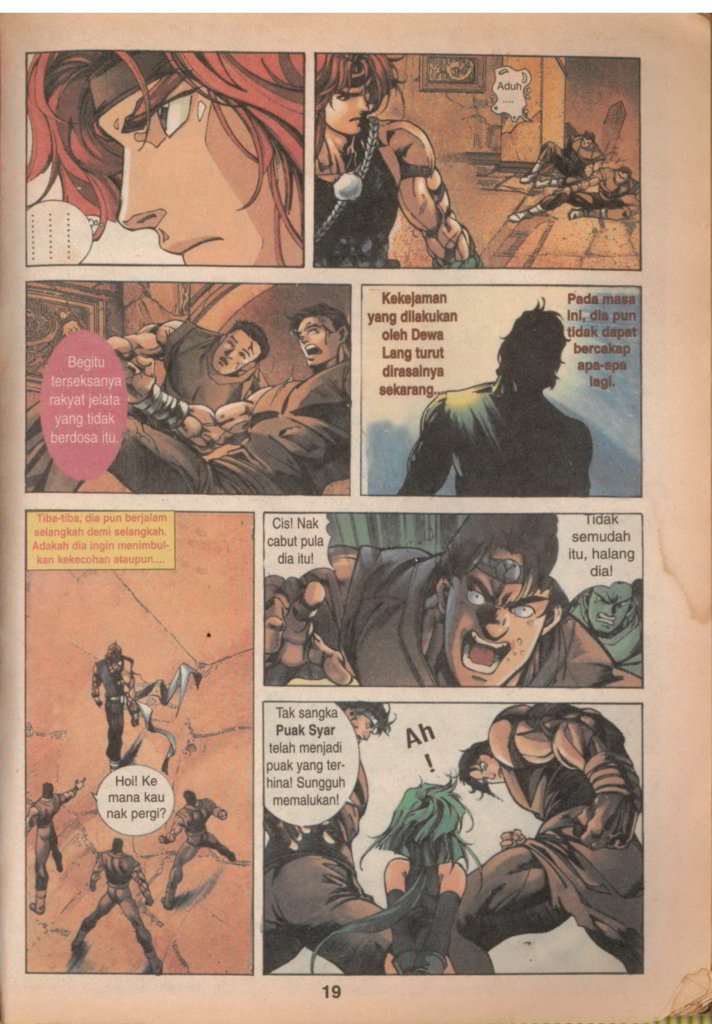 ..........
..........
..........
Aduh
....
Begitu
terseksanya
rakyat jelata
yang tidak
berdosa itu.
Kekejaman
yang dilakukan
oleh Dewa
Lang turut
dirasainya
sekarang....
Pada masa
ini, dia pun
tidak dapat
bercakap
apa-apa
lagi.
Tiba-tiba, dia pun berjalam
selangkah demi selangkah.
Adakah dia ingin menimbul-
kan kekecohan ataupun....
Hoi! Ke
mana kau
nak pergi?
Cis! Nak
cabut pula
dia itu!
Tidak
semudah
itu, halang
dia!
Tak sangka
Puak Syar
telah menjadi
puak yang ter-
hina! Sungguh
memalukan!
Ah
!
19